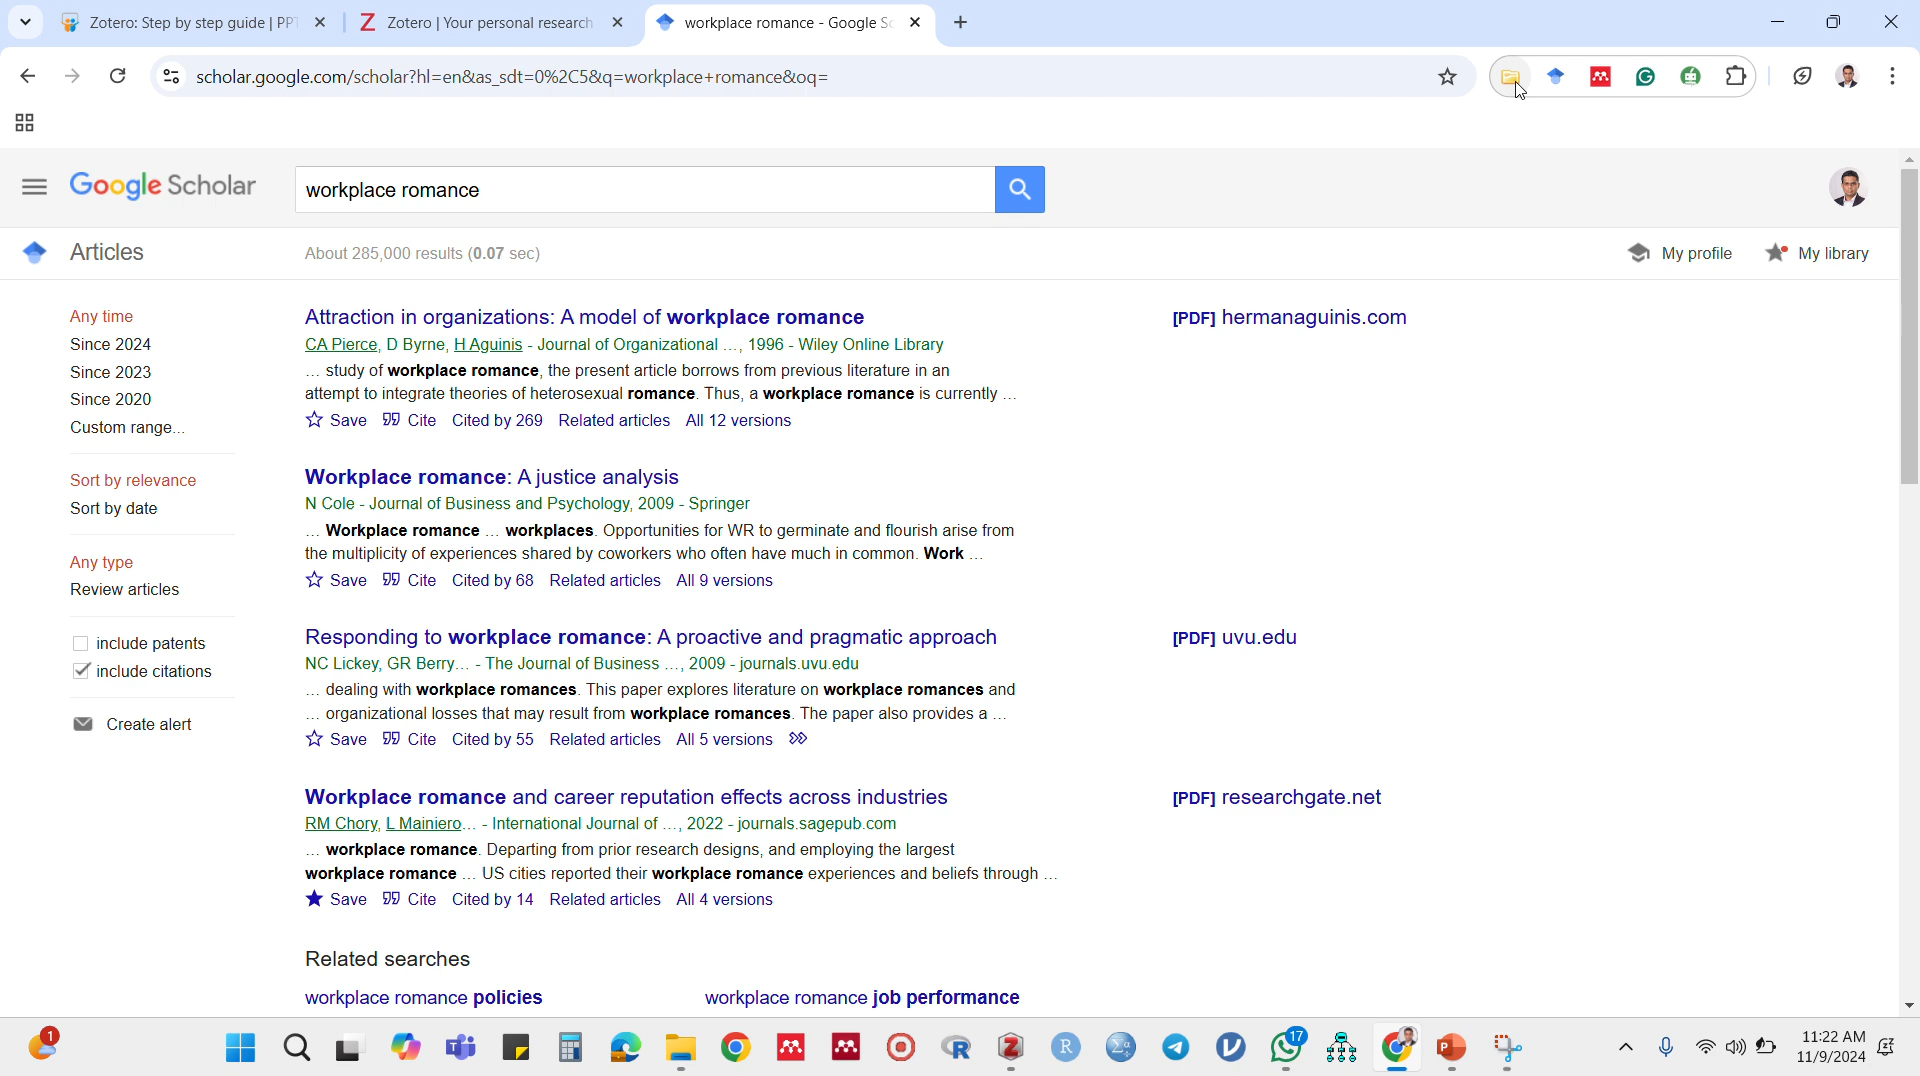 Zotero: Step by step guide | PP
Zotero | Your personal research
workplace romance - Google Sc
scholar.google.com/scholar?hl=en&as_sdt=0%2C5&q=workplace+romance&oq=
Google Scholar
workplace romance
Articles
About 285,000 results (0.07 sec)
My profile
My library
Any time
Since 2024
Since 2023
Since 2020
Custom range...
Sort by relevance
Sort by date
Any type
Review articles
include patents
include citations
Create alert
Attraction in organizations: A model of workplace romance
CA Pierce, D Byrne, H Aguinis - Journal of Organizational …, 1996 - Wiley Online Library
… study of workplace romance, the present article borrows from previous literature in an
attempt to integrate theories of heterosexual romance. Thus, a workplace romance is currently …
Save Cite Cited by 269 Related articles All 12 versions
[PDF] hermanaguinis.com
Workplace romance: A justice analysis
N Cole - Journal of Business and Psychology, 2009 - Springer
… Workplace romance … workplaces. Opportunities for WR to germinate and flourish arise from
the multiplicity of experiences shared by coworkers who often have much in common. Work …
Save Cite Cited by 68 Related articles All 9 versions
Responding to workplace romance: A proactive and pragmatic approach
NC Lickey, GR Berry… - The Journal of Business …, 2009 - journals.uvu.edu
… dealing with workplace romances. This paper explores literature on workplace romances and
… organizational losses that may result from workplace romances. The paper also provides a …
Save Cite Cited by 55 Related articles All 5 versions
[PDF] uvu.edu
Workplace romance and career reputation effects across industries
RM Chory, L Mainiero… - International Journal of …, 2022 - journals.sagepub.com
… workplace romance. Departing from prior research designs, and employing the largest
workplace romance … US cities reported their workplace romance experiences and beliefs through …
Save Cite Cited by 14 Related articles All 4 versions
[PDF] researchgate.net
Related searches
workplace romance policies
workplace romance job performance
1
17
11:22 AM
11/9/2024